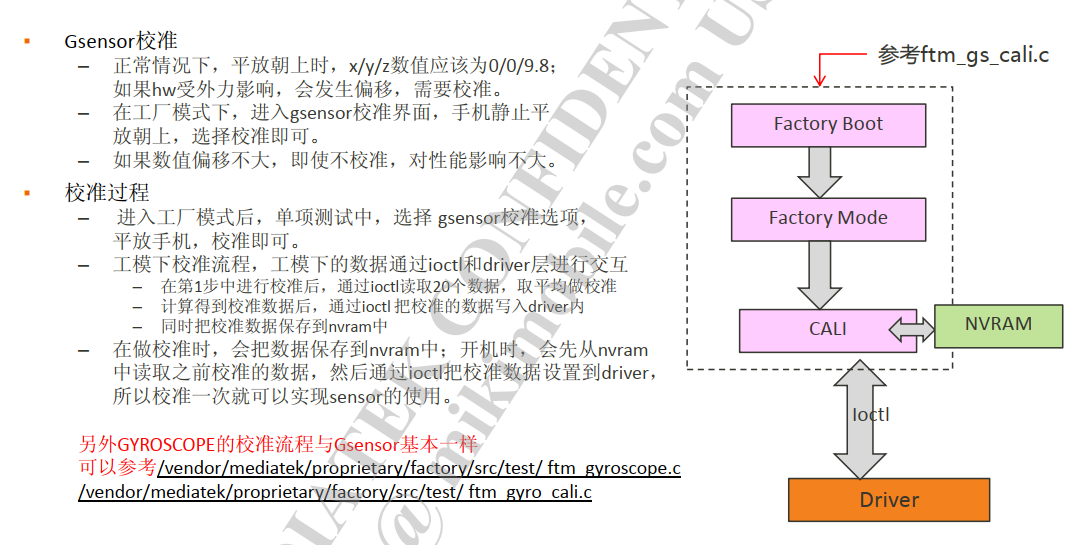 Gsensor校准
正常情况下，平放朝上时，x/y/z数值应该为0/0/9.8；
如果hw受外力影响，会发生偏移，需要校准。
在工厂模式下，进入gsensor校准界面，手机静止平
放朝上，选择校准即可。
如果数值偏移不大，即使不校准，对性能影响不大。
校准过程
进入工厂模式后，单项测试中，选择 gsensor校准选项，
平放手机，校准即可。
工模下校准流程，工模下的数据通过ioctl和driver层进行交互
在第1步中进行校准后，通过ioctl读取20个数据，取平均做校准
计算得到校准数据后，通过ioctl 把校准的数据写入driver内
同时把校准数据保存到nvram中
在做校准时，会把数据保存到nvram中；开机时，会先从nvram
中读取之前校准的数据，然后通过ioctl把校准数据设置到driver，
所以校准一次就可以实现sensor的使用。
另外GYROSCOPE的校准流程与Gsensor基本一样
可以参考/vendor/mediatek/proprietary/factory/src/test/ ftm_gyroscope.c
/vendor/mediatek/proprietary/factory/src/test/ ftm_gyro_cali.c
参考ftm_gs_cali.c
Factory Boot
Factory Mode
CALI
NVRAM
Ioctl
Driver